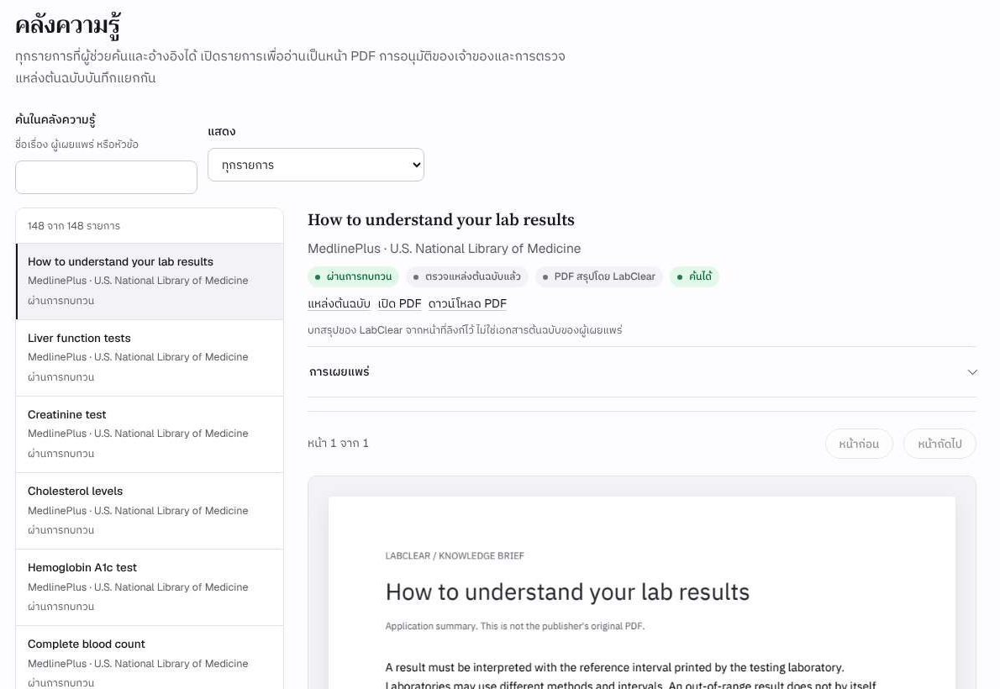 คลังความรู้
ทุกรายการที่ผู้ช่วยค้นและอ้างอิงได้ เปิดรายการเพื่ออ่านเป็นหน้า PDF การอนุมัติของเจ้าของและการตรวจ
แหล่งต้นฉบับบันทึกแยกกัน
ค้นในคลังความรู้
ชื่อเรื่อง ผู้เผยแพร่ หรือหัวข้อ
แสดง
ทุกรายการ
148 จาก 148 รายการ
How to understand your lab results
MedlinePlus · U.S. National Library of Medicine
ผ่านการทบทวน
Liver function tests
MedlinePlus · U.S. National Library of Medicine
ผ่านการทบทวน
Creatinine test
MedlinePlus · U.S. National Library of Medicine
ผ่านการทบทวน
Cholesterol levels
MedlinePlus · U.S. National Library of Medicine
ผ่านการทบทวน
Hemoglobin A1c test
MedlinePlus · U.S. National Library of Medicine
ผ่านการทบทวน
Complete blood count
MedlinePlus · U.S. National Library of Medicine
ผ่านการทบทวน
How to understand your lab results
MedlinePlus · U.S. National Library of Medicine
ผ่านการทบทวน ตรวจแหล่งต้นฉบับแล้ว PDF สรุปโดย LabClear ค้นได้
แหล่งต้นฉบับ เปิด PDF ดาวน์โหลด PDF
บทสรุปของ LabClear จากหน้าที่ลิงก์ไว้ ไม่ใช่เอกสารต้นฉบับของผู้เผยแพร่
การเผยแพร่
หน้า 1 จาก 1
หน้าก่อน
หน้าถัดไป
LABCLEAR / KNOWLEDGE BRIEF
How to understand your lab results
Application summary. This is not the publisher's original PDF.
A result must be interpreted with the reference interval printed by the testing laboratory.
Laboratories may use different methods and intervals. An out-of-range result does not by itself